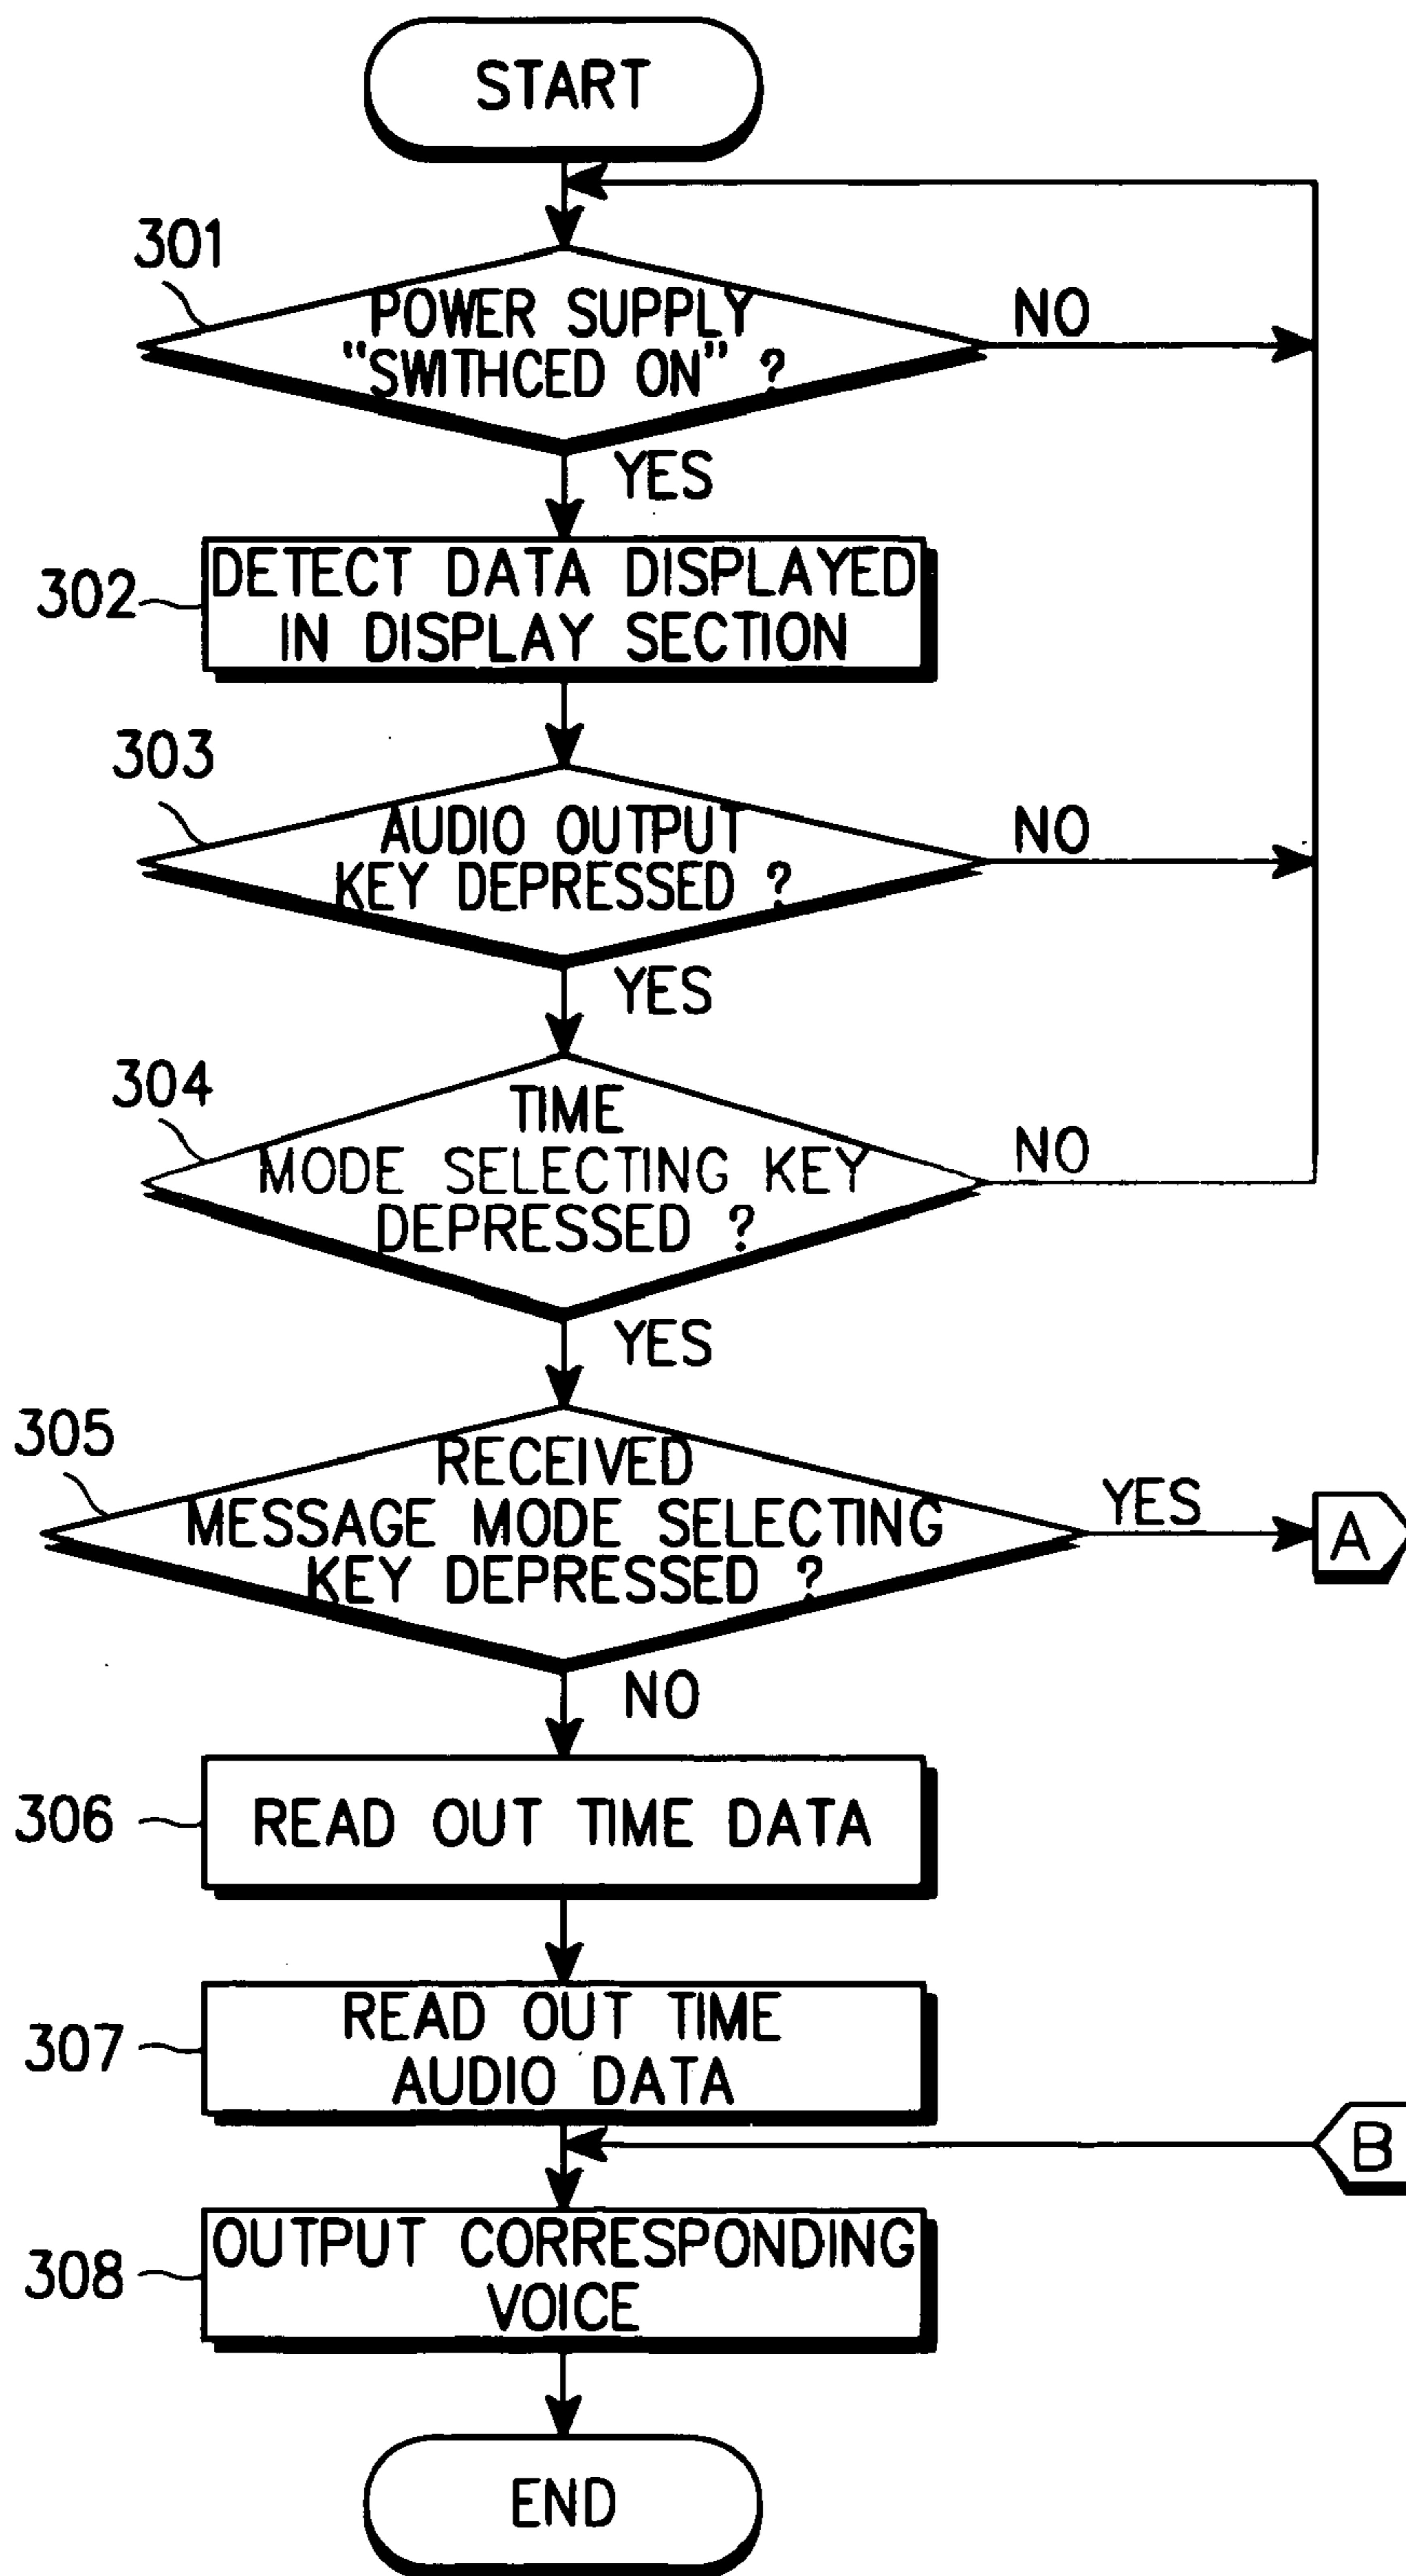 START
301
POWER SUPPLY
"SWITHCED ON" ?
NO
YES
302
DETECT DATA DISPLAYED
IN DISPLAY SECTION
303
AUDIO OUTPUT
KEY DEPRESSED ?
NO
YES
304
TIME
MODE SELECTING KEY
DEPRESSED ?
NO
YES
305
RECEIVED
MESSAGE MODE SELECTING
KEY DEPRESSED ?
YES
A
NO
306
READ OUT TIME DATA
307
READ OUT TIME
AUDIO DATA
B
308
OUTPUT CORRESPONDING
VOICE
END